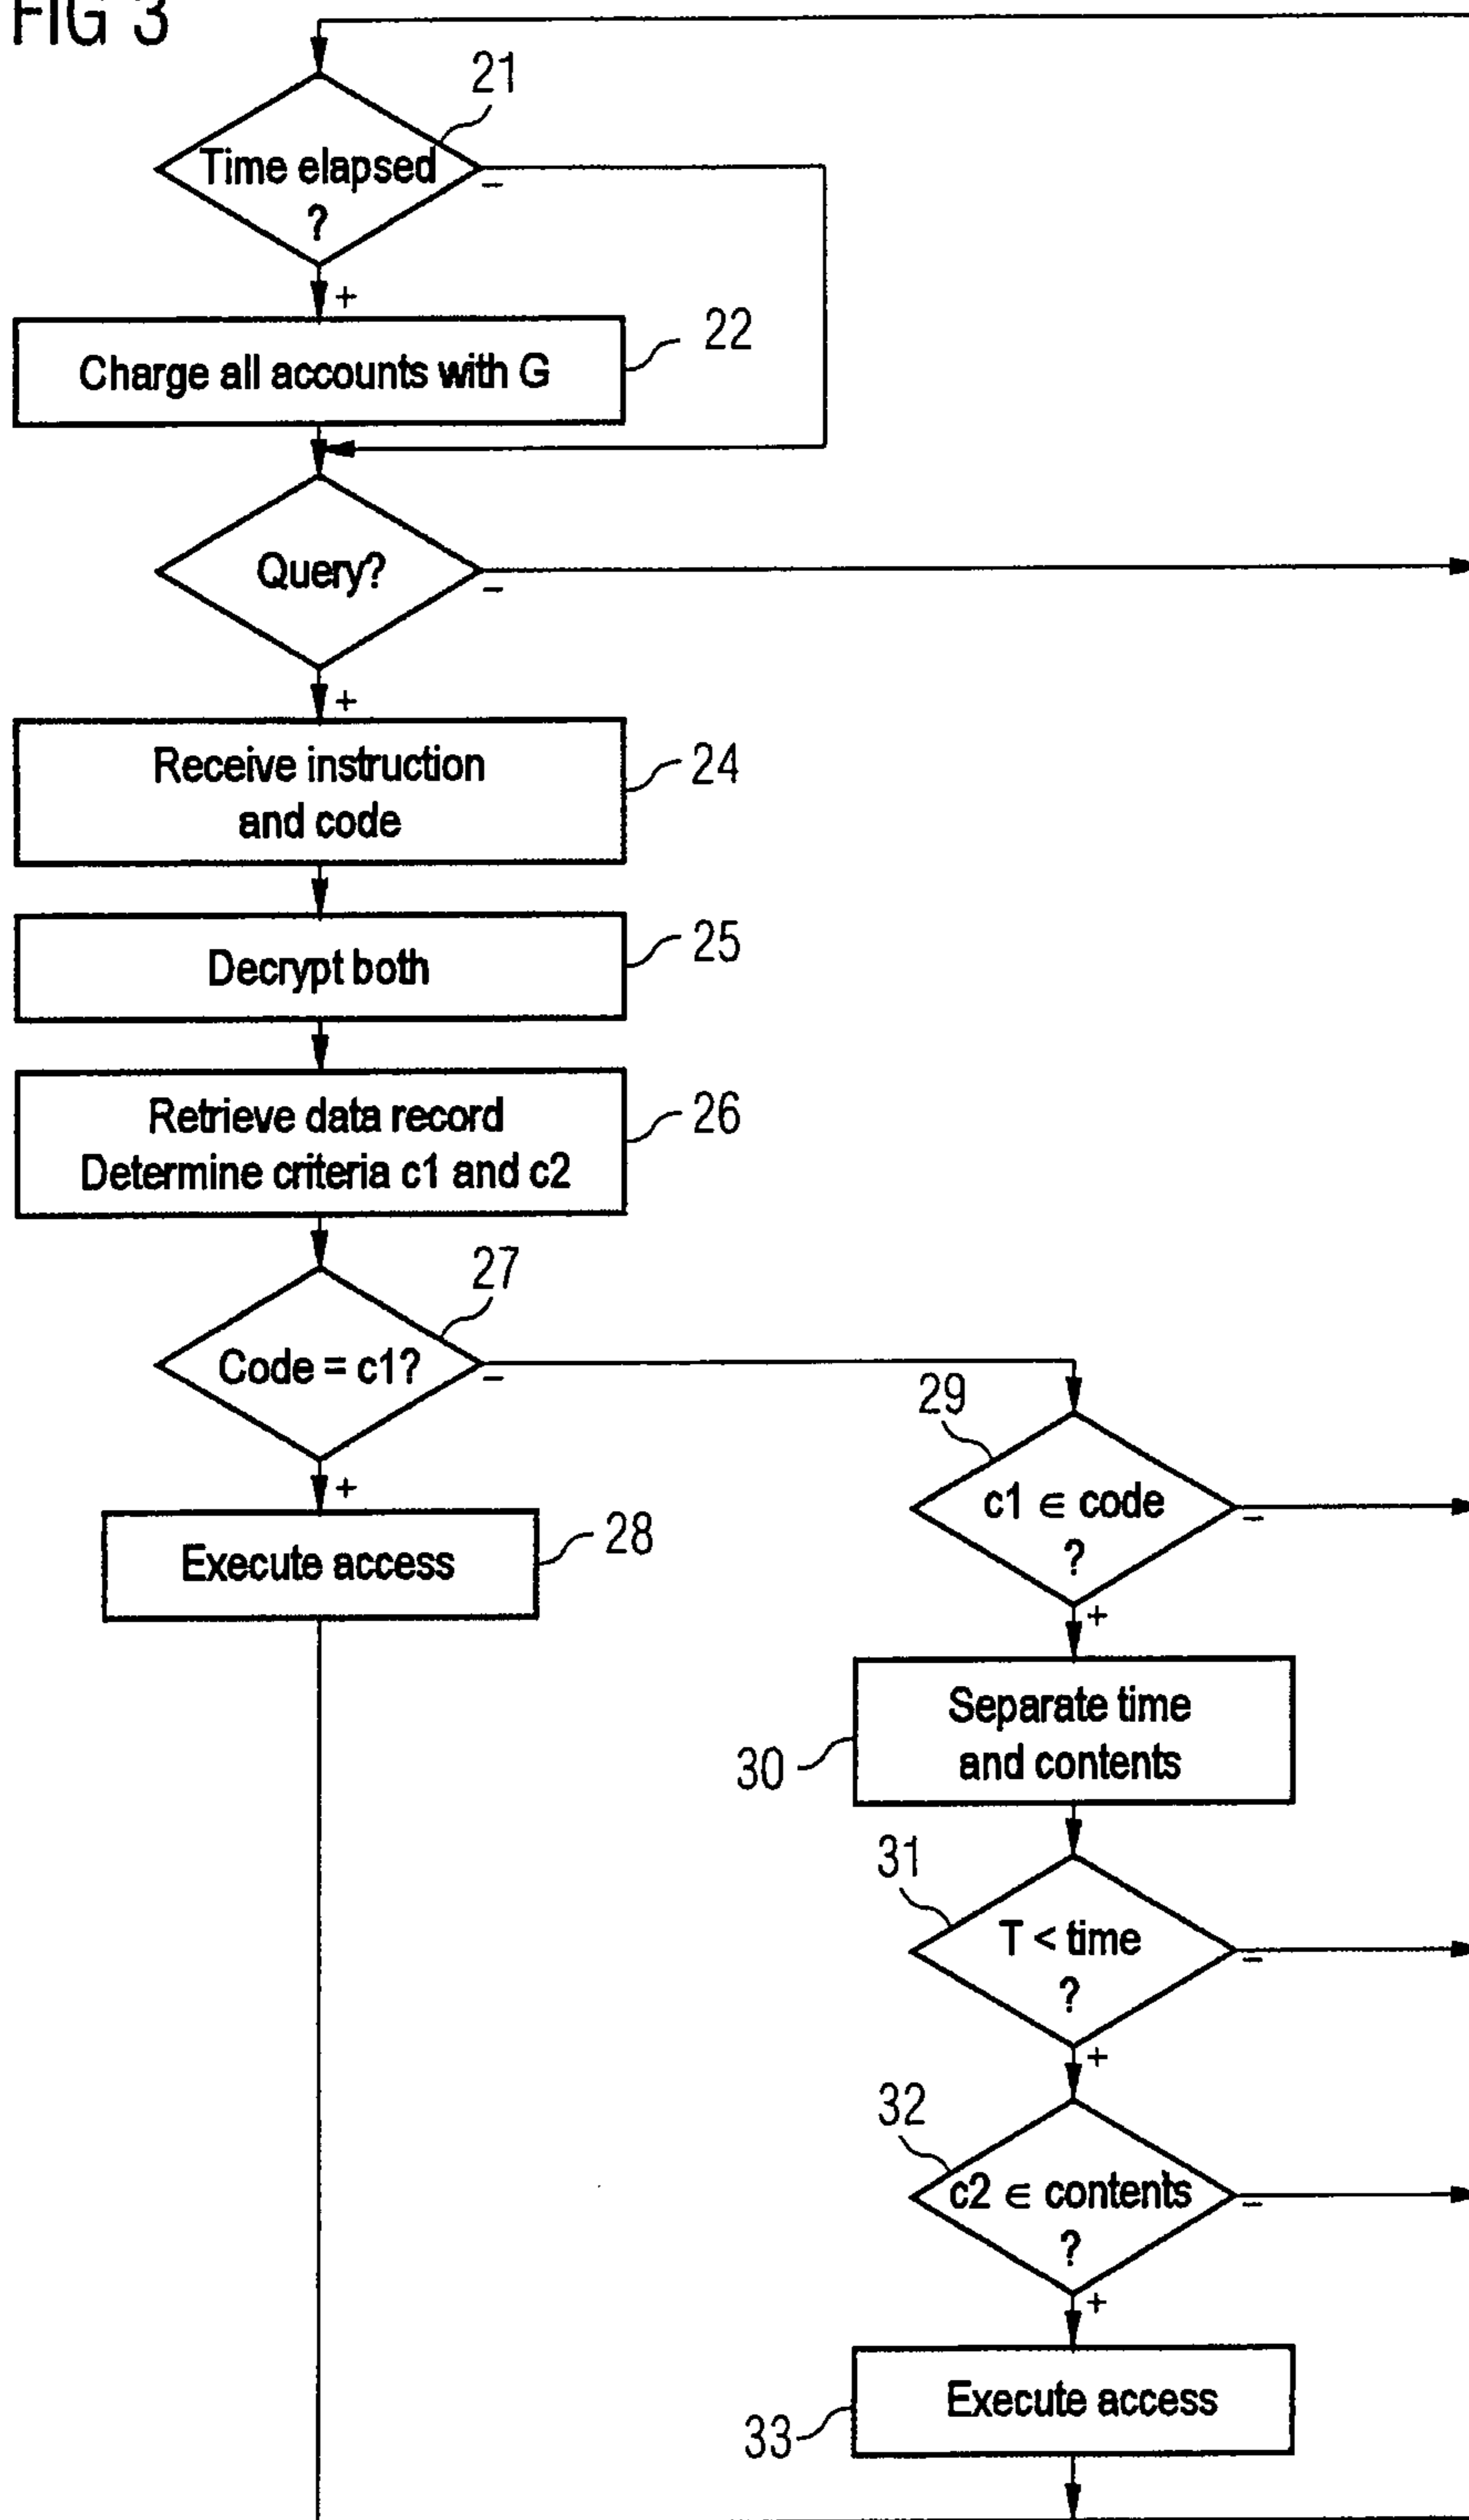 FIG 3
21
Time elapsed
?
–
+
Charge all accounts with G
22
Query?
–
+
Receive instruction
and code
24
Decrypt both
25
Retrieve data record
Determine criteria c1 and c2
26
27
Code = c1?
–
+
Execute access
28
29
c1 ∈ code
?
–
+
Separate time
and contents
30
31
T < time
?
–
+
32
c2 ∈ contents
?
–
+
Execute access
33